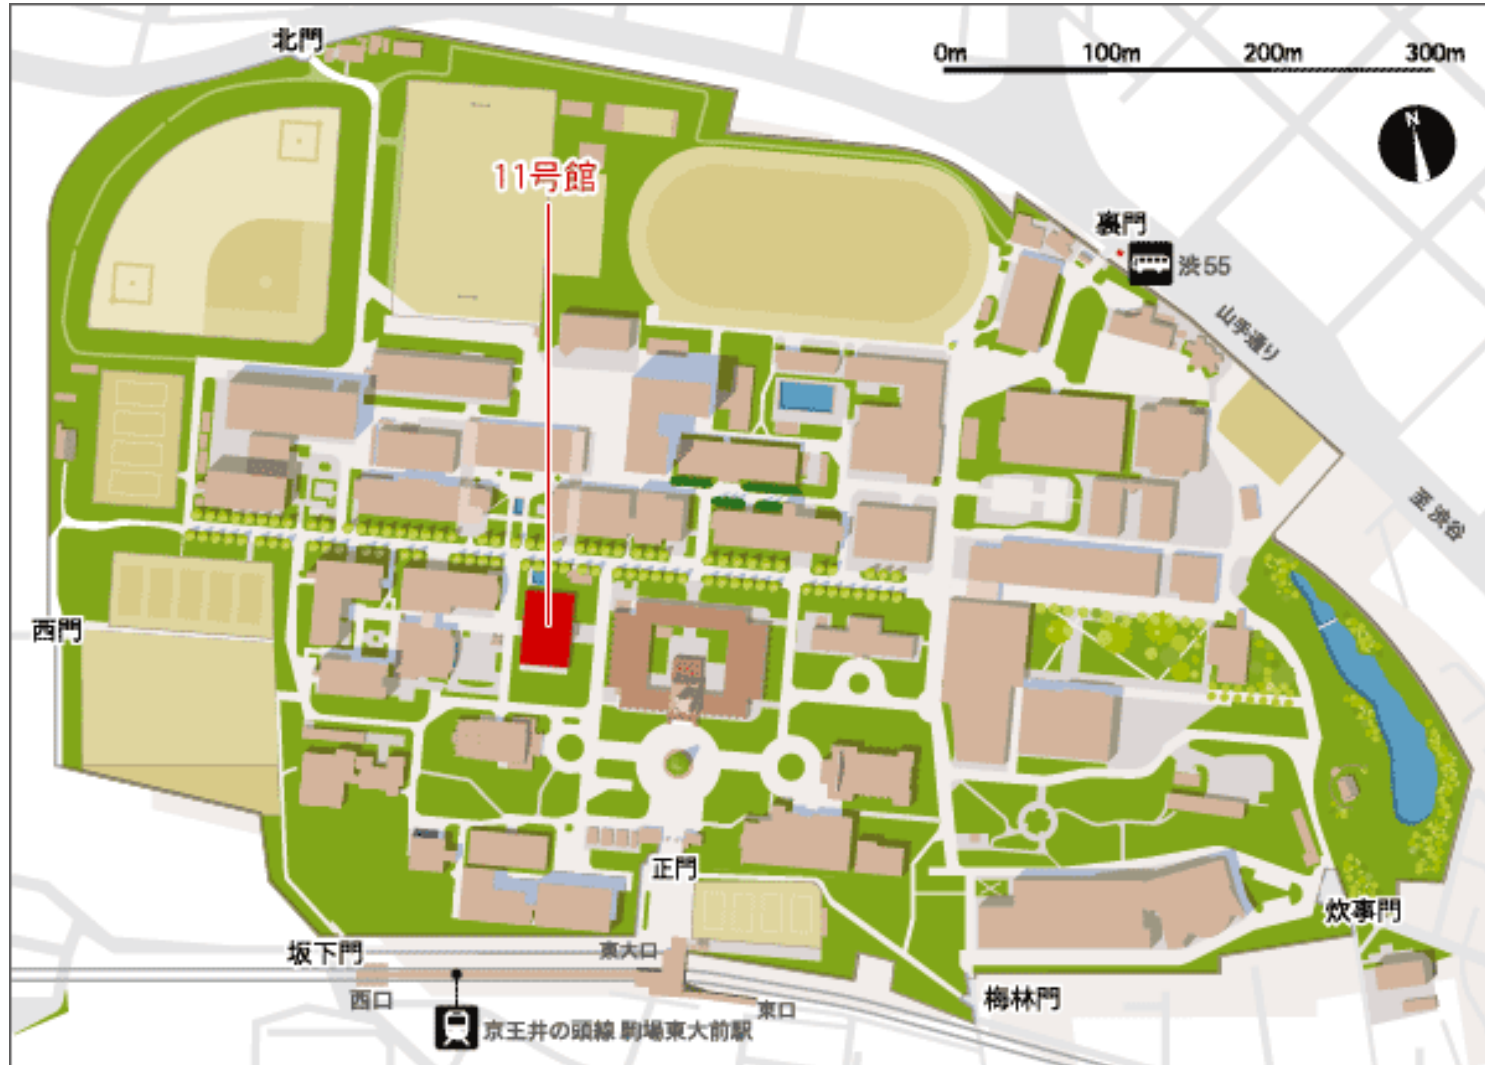 北門
0m 100m 200m 300m
N
11号館
裏門
渋55
山手通り
至 渋谷
西門
正門
炊事門
坂下門
東大口
西口
東口
梅林門
京王井の頭線 駒場東大前駅